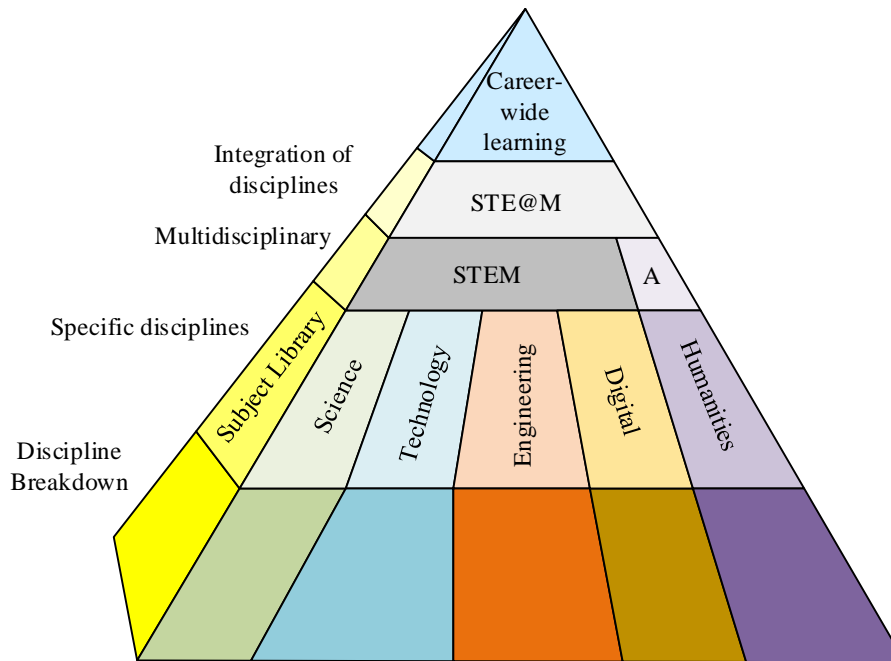 Career-
wide
learning
Integration of
disciplines
STE@M
Multidisciplinary
STEM
A
Specific disciplines
Subject Library
Science
Technology
Engineering
Digital
Humanities
Discipline
Breakdown